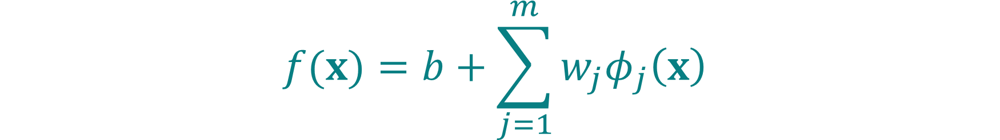 f(𝐱) = b + ∑_{j=1}^{m} w_j ϕ_j(𝐱)